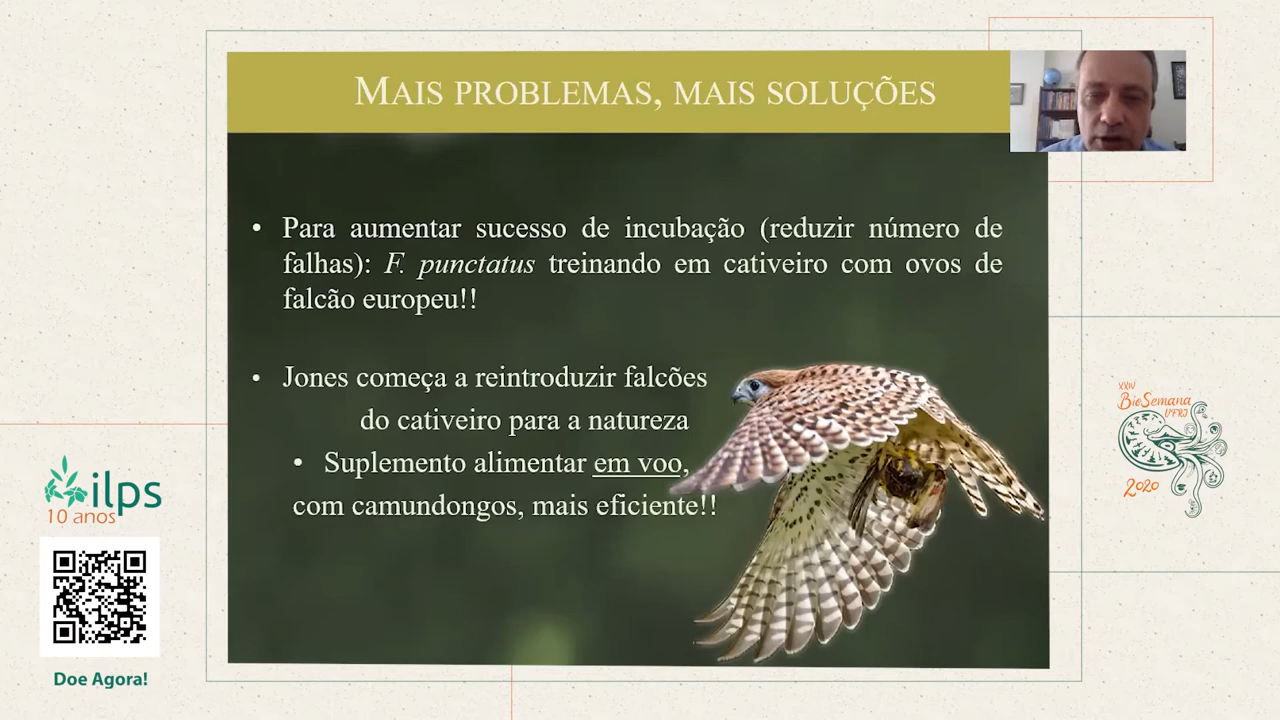 MAIS PROBLEMAS, MAIS SOLUÇÕES
• Para aumentar sucesso de incubação (reduzir número de
falhas): F. punctatus treinando em cativeiro com ovos de
falcão europeu!!
• Jones começa a reintroduzir falcões
do cativeiro para a natureza
• Suplemento alimentar em voo,
com camundongos, mais eficiente!!
XXIV
BioSemana
UFRJ
2020
ilps
10 anos
Doe Agora!